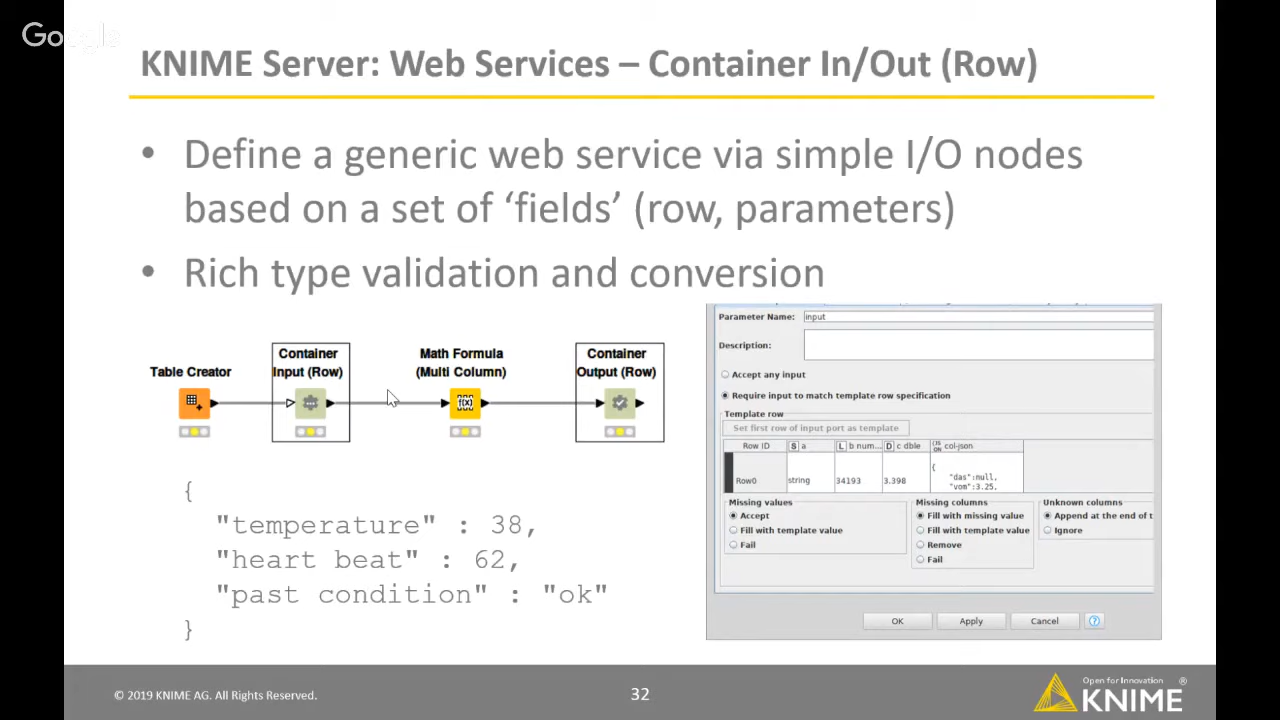 Google
KNIME Server: Web Services – Container In/Out (Row)
• Define a generic web service via simple I/O nodes
based on a set of ‘fields’ (row, parameters)
• Rich type validation and conversion
Table Creator
Container
Input (Row)
Math Formula
(Multi Column)
Container
Output (Row)
f(x)
{
"temperature" : 38,
"heart beat" : 62,
"past condition" : "ok"
}
Parameter Name: input
Description:
Accept any input
Require input to match template row specification
Template row
Set first row of input port as template
Row ID S a L b num... D c dble JS ON col-json
{
"das":null,
Row0 string 34193 3.398 "vom":3.25,
Missing values
Accept
Fill with template value
Fail
Missing columns
Fill with missing value
Fill with template value
Remove
Fail
Unknown columns
Append at the end of t
Ignore
OK Apply Cancel ?
© 2019 KNIME AG. All Rights Reserved.
32
Open for Innovation ®
KNIME